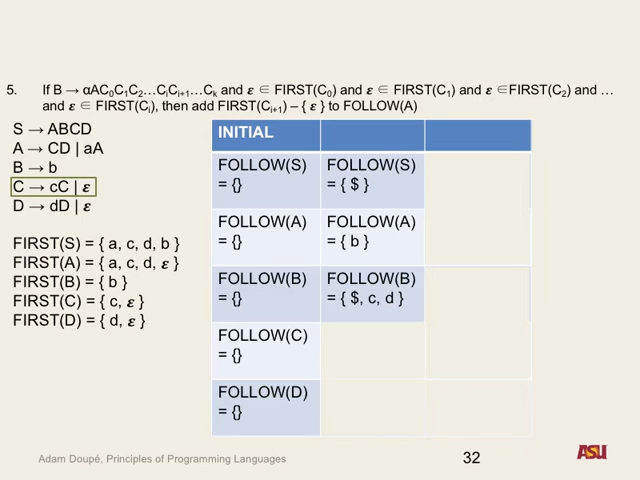 5. If B → αAC₀C₁C₂…CᵢCᵢ₊₁…Cₖ and ε ∈ FIRST(C₀) and ε ∈ FIRST(C₁) and ε ∈FIRST(C₂) and …
and ε ∈ FIRST(Cᵢ), then add FIRST(Cᵢ₊₁) – { ε } to FOLLOW(A)
S → ABCD
A → CD | aA
B → b
C → cC | ε
D → dD | ε
FIRST(S) = { a, c, d, b }
FIRST(A) = { a, c, d, ε }
FIRST(B) = { b }
FIRST(C) = { c, ε }
FIRST(D) = { d, ε }
INITIAL
FOLLOW(S)
= {}
FOLLOW(S)
= { $ }
FOLLOW(A)
= {}
FOLLOW(A)
= { b }
FOLLOW(B)
= {}
FOLLOW(B)
= { $, c, d }
FOLLOW(C)
= {}
FOLLOW(D)
= {}
Adam Doupé, Principles of Programming Languages
32
ASU